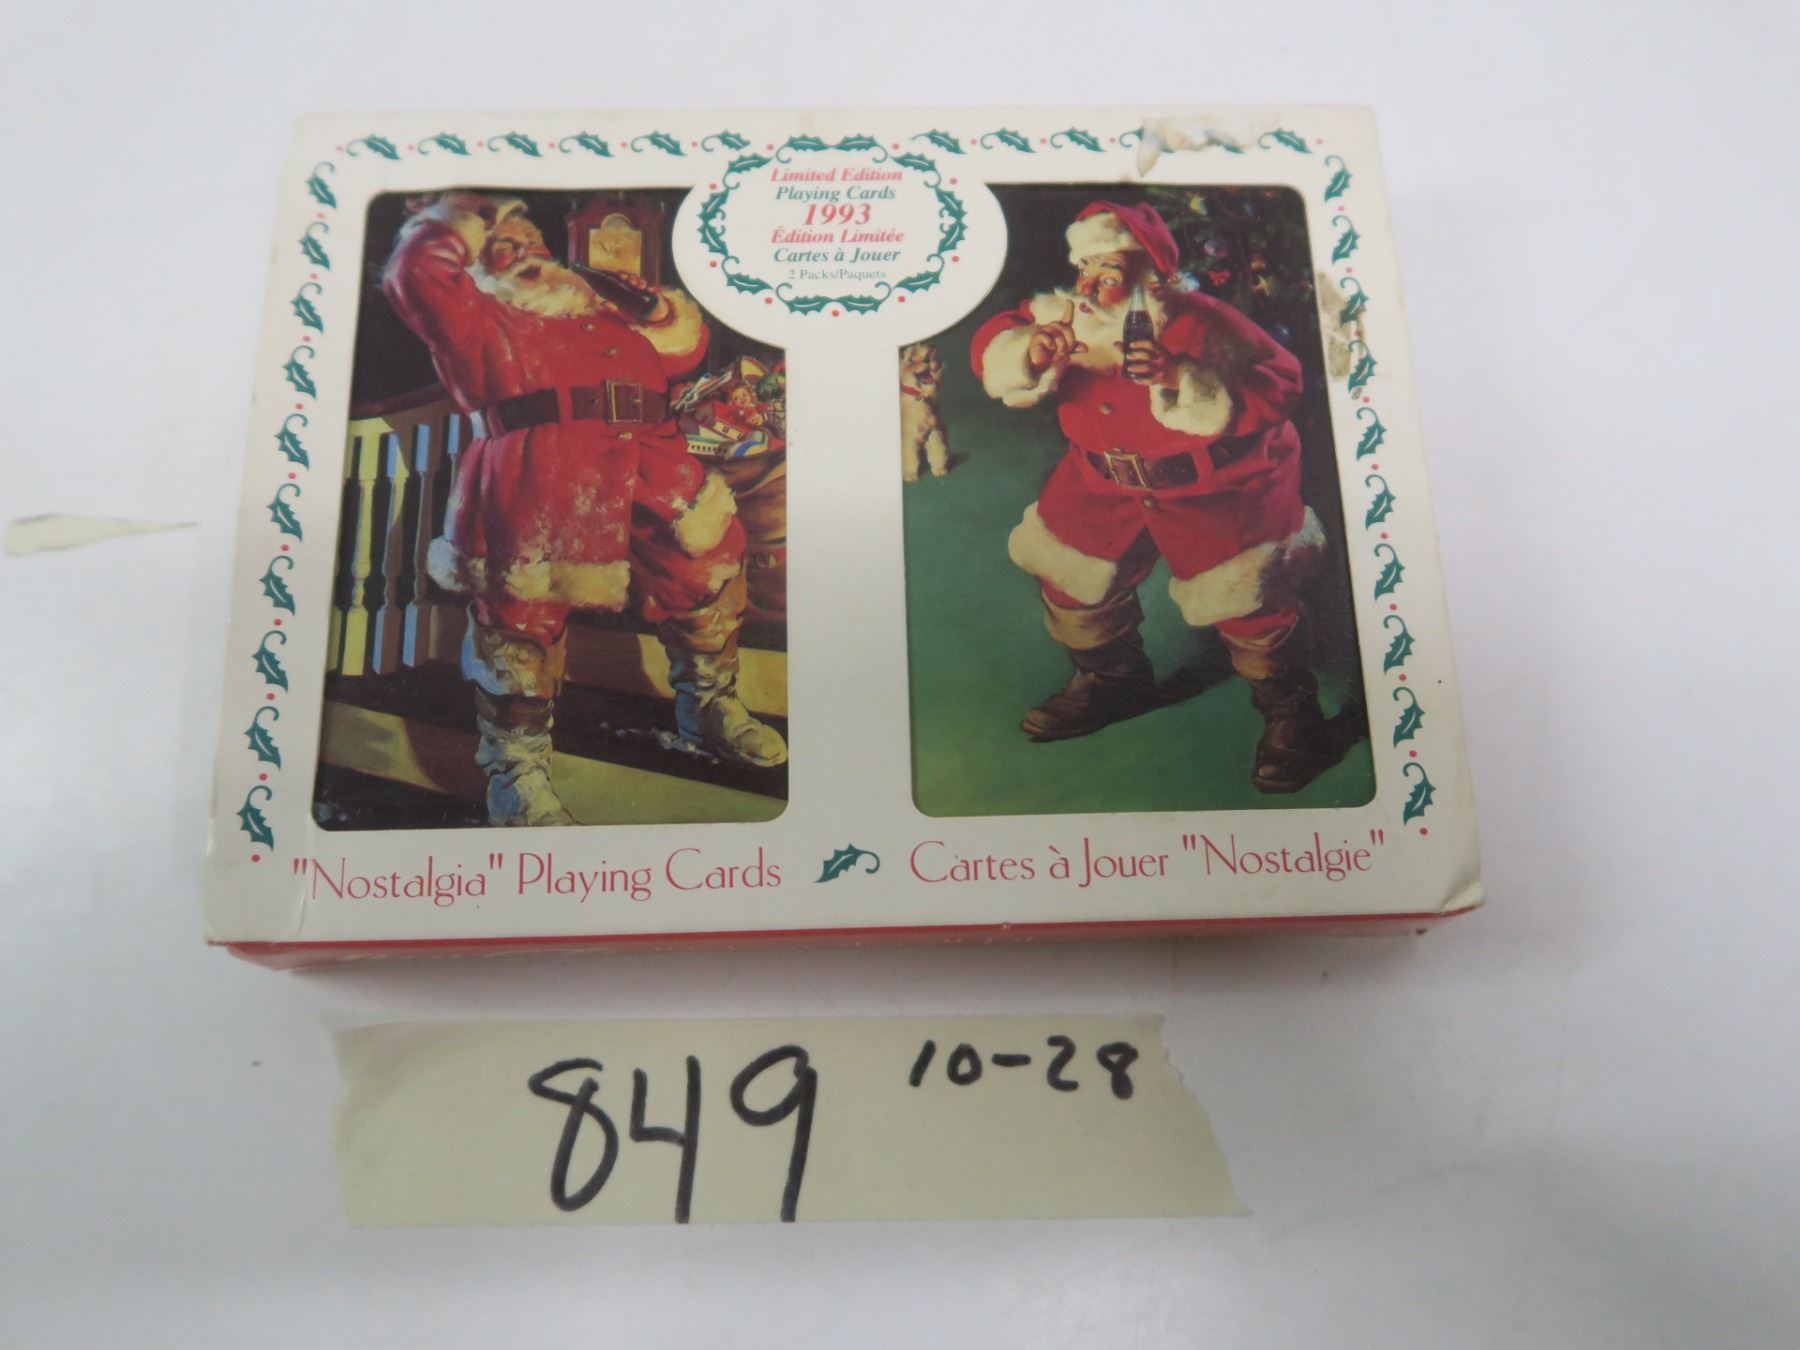 Limited Edition
Playing Cards
1993
Édition Limitée
Cartes à Jouer
2 Packs/Paquets
"Nostalgia" Playing Cards
Cartes à Jouer "Nostalgie"
849
10-28